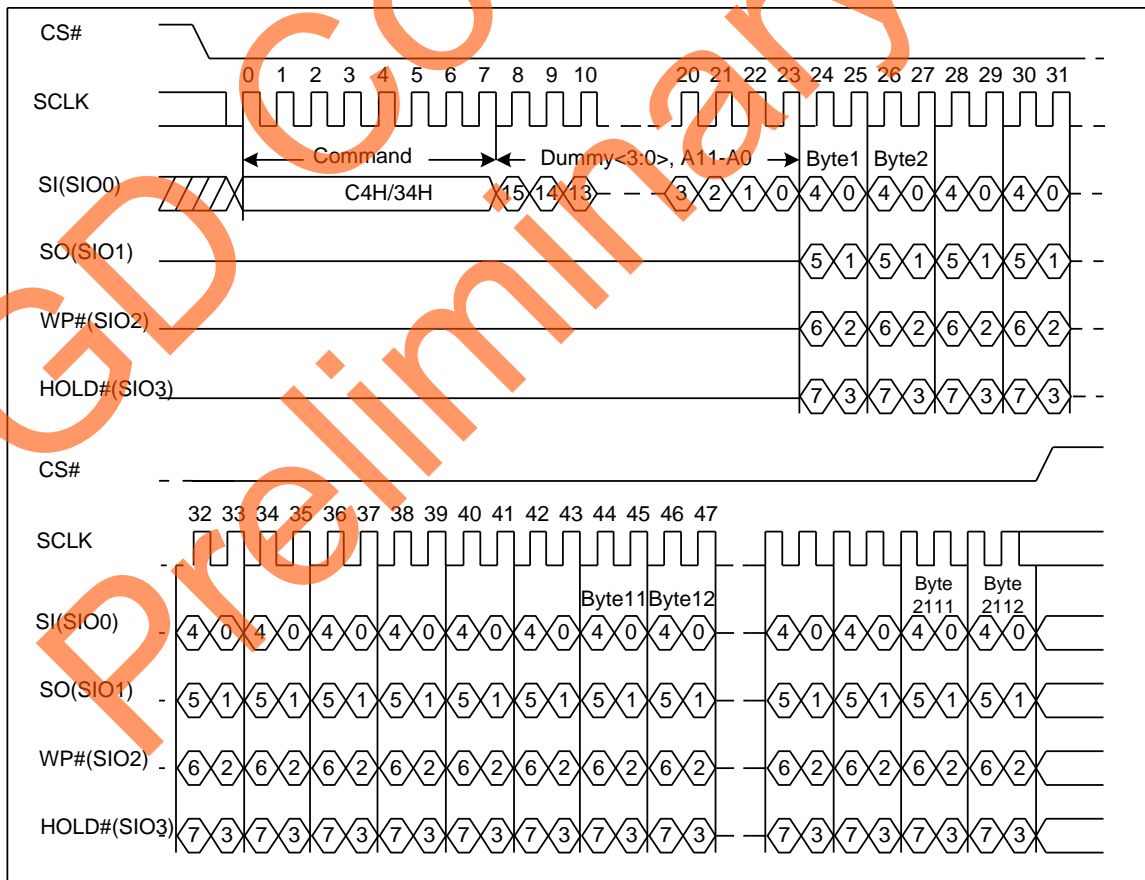 CS#
0 1 2 3 4 5 6 7 8 9 10 20 21 22 23 24 25 26 27 28 29 30 31
SCLK
Command Dummy<3:0>, A11-A0 Byte1 Byte2
SI(SIO0) C4H/34H 15 14 13 3 2 1 0 4 0 4 0 4 0 4 0
SO(SIO1) 5 1 5 1 5 1 5 1
WP#(SIO2) 6 2 6 2 6 2 6 2
HOLD#(SIO3) 7 3 7 3 7 3 7 3
CS#
32 33 34 35 36 37 38 39 40 41 42 43 44 45 46 47
SCLK
Byte11 Byte12 Byte 2111 Byte 2112
SI(SIO0) 4 0 4 0 4 0 4 0 4 0 4 0 4 0 4 0 4 0 4 0 4 0 4 0
SO(SIO1) 5 1 5 1 5 1 5 1 5 1 5 1 5 1 5 1 5 1 5 1 5 1 5 1
WP#(SIO2) 6 2 6 2 6 2 6 2 6 2 6 2 6 2 6 2 6 2 6 2 6 2 6 2
HOLD#(SIO3) 7 3 7 3 7 3 7 3 7 3 7 3 7 3 7 3 7 3 7 3 7 3 7 3
GD
Preliminary